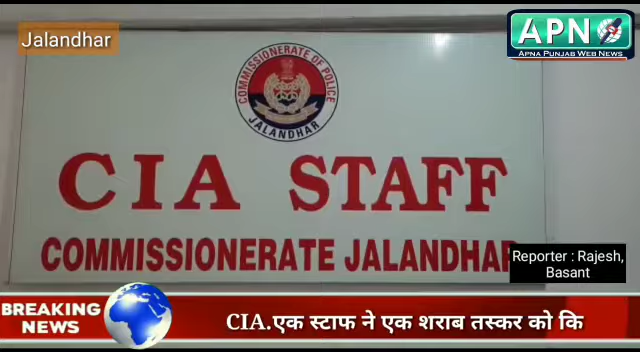 Jalandhar
APN
APNA PUNJAB WEB NEWS
COMMISSIONERATE OF POLICE
JALANDHAR
CIA STAFF
COMMISSIONERATE JALANDHAR
Reporter : Rajesh,
Basant
BREAKING
NEWS
CIA.एक स्टाफ ने एक शराब तस्कर को कि